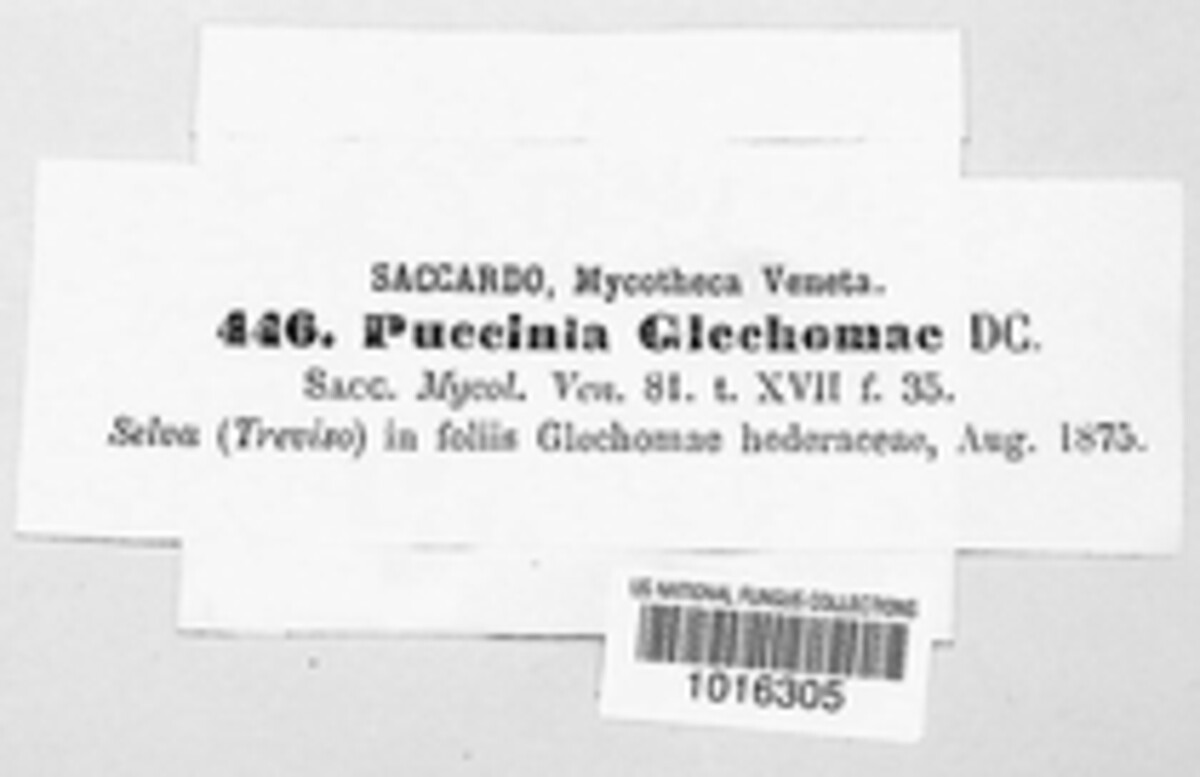 SACCARDO, Mycotheca Veneta.
446. Puccinia Glechomae DC.
SACC. Mycol. Ven. 81. t. XVII f. 35.
Selva (Treviso) in foliis Glechomae hederaceae, Aug. 1875.
US NATIONAL FUNGUS COLLECTIONS
1016305